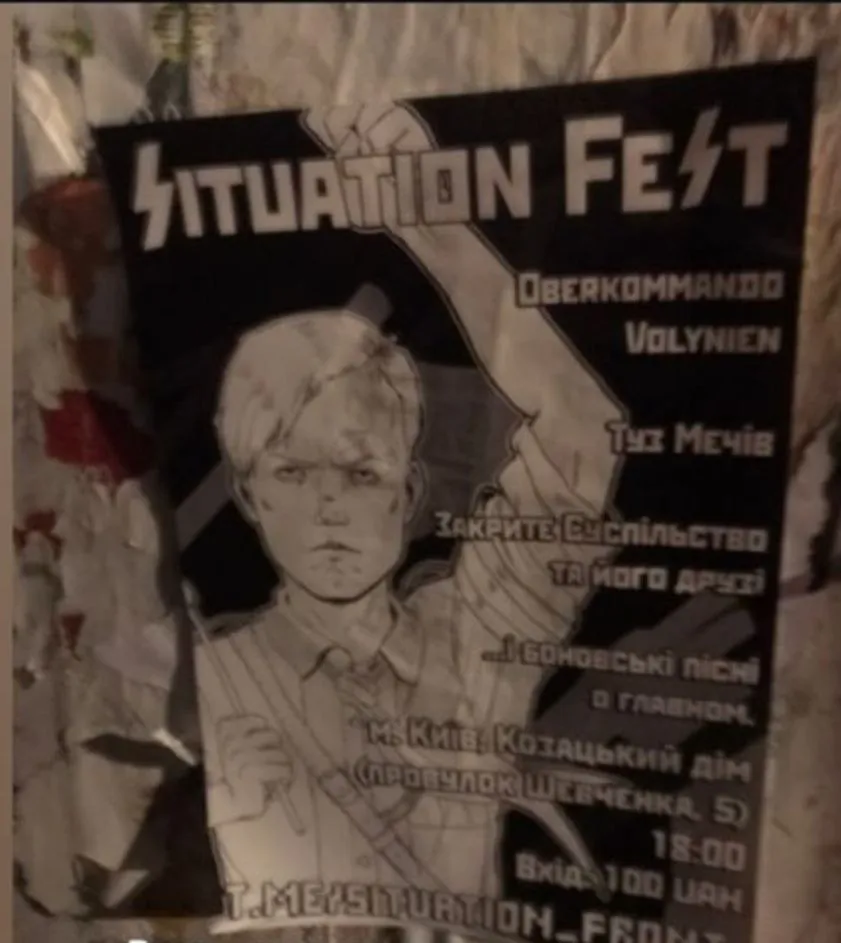 SITUATION FEST
OBERKOMMANDO
VOLYNIEN
ТУЗ МЕЧІВ
ЗАКРИТЕ СУСПІЛЬСТВО
ТА ЙОГО ДРУЗІ
...І БОНОВСЬКІ ПІСНІ
О ГЛАВНОМ.
М. КИЇВ, КОЗАЦЬКИЙ ДІМ
(ПРОВУЛОК ШЕВЧЕНКА, 5)
18:00
ВХІД: 100 UAH
T.ME/SITUATION_FRONT